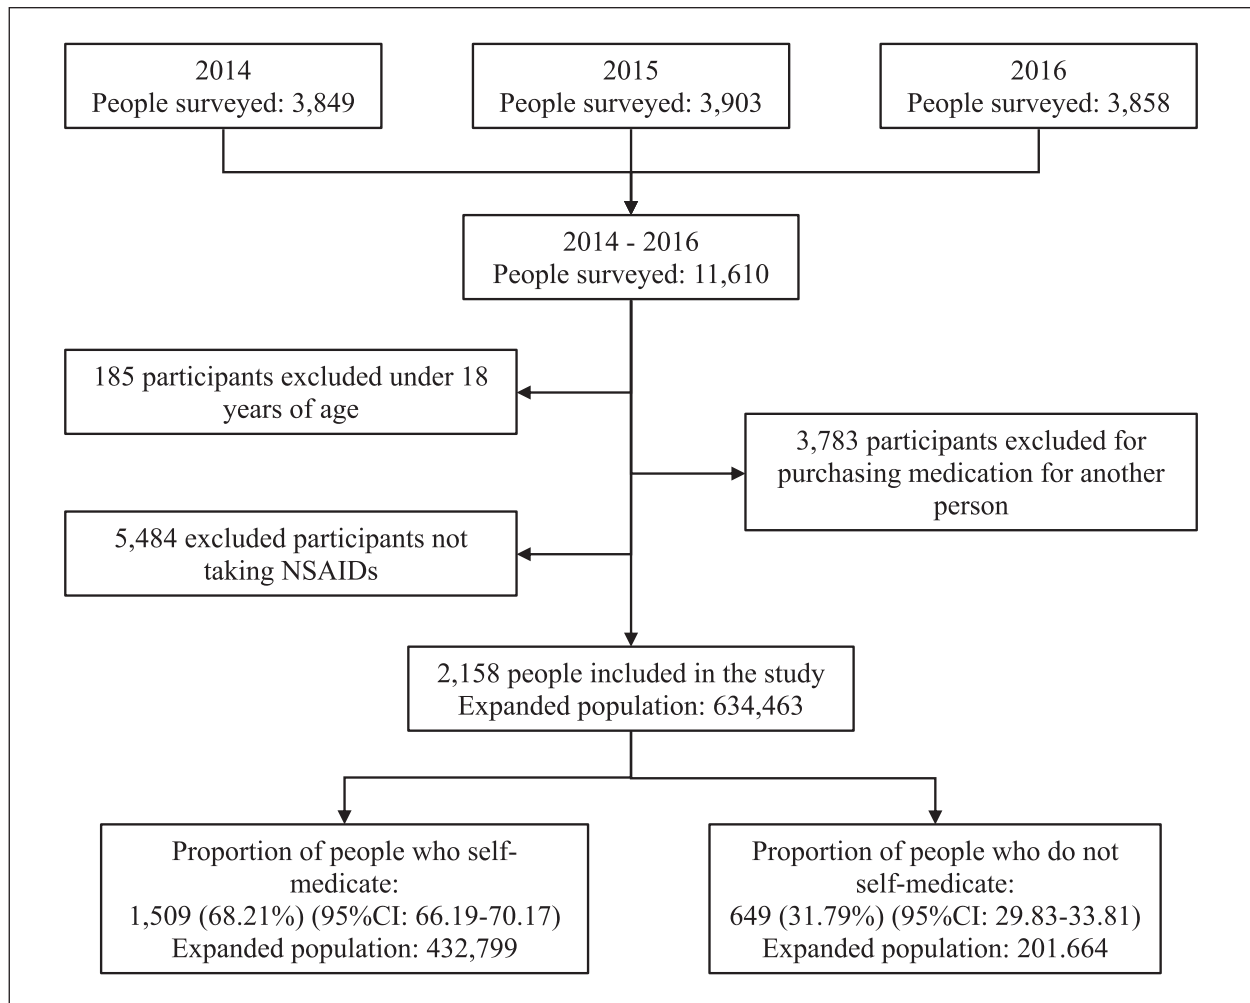 2014
People surveyed: 3,849
2015
People surveyed: 3,903
2016
People surveyed: 3,858
2014 - 2016
People surveyed: 11,610
185 participants excluded under 18
years of age
3,783 participants excluded for
purchasing medication for another
person
5,484 excluded participants not
taking NSAIDs
2,158 people included in the study
Expanded population: 634,463
Proportion of people who self-
medicate:
1,509 (68.21%) (95%CI: 66.19-70.17)
Expanded population: 432,799
Proportion of people who do not
self-medicate:
649 (31.79%) (95%CI: 29.83-33.81)
Expanded population: 201.664